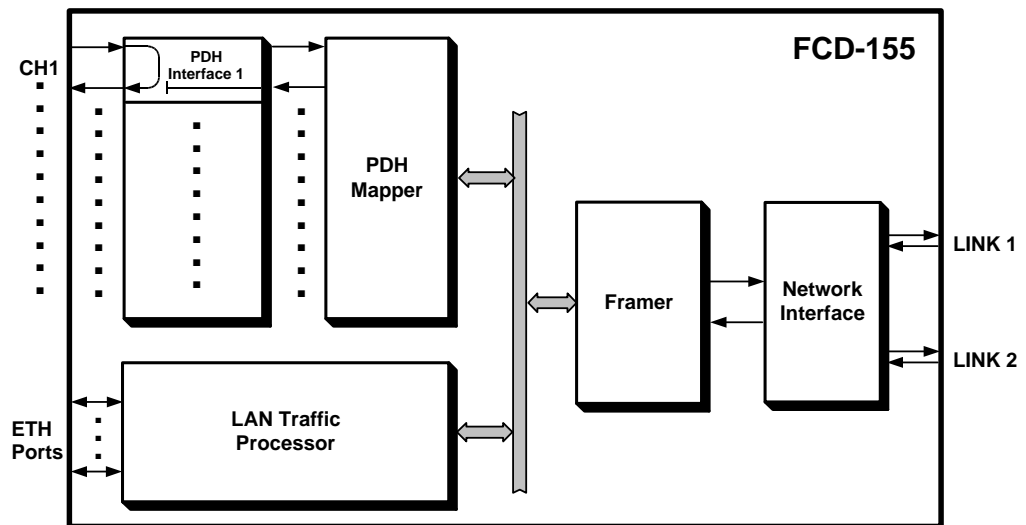 FCD-155
CH1
PDH
Interface 1
PDH
Mapper
Framer
Network
Interface
LINK 1
LINK 2
LAN Traffic
Processor
ETH
Ports